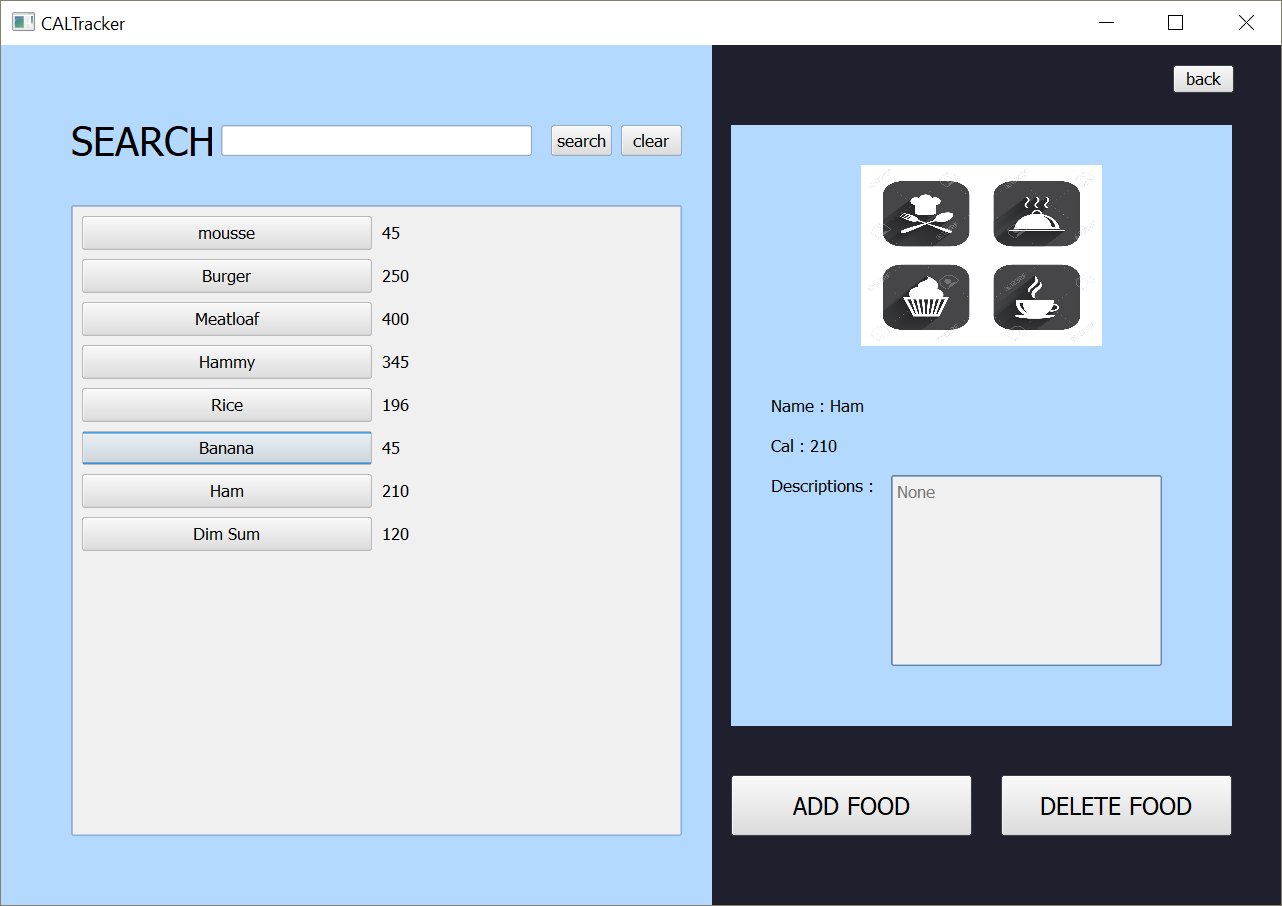 CALTracker
back
SEARCH search clear
mousse 45
Burger 250
Meatloaf 400
Hammy 345
Rice 196
Banana 45
Ham 210
Dim Sum 120
Name : Ham
Cal : 210
Descriptions : None
ADD FOOD DELETE FOOD